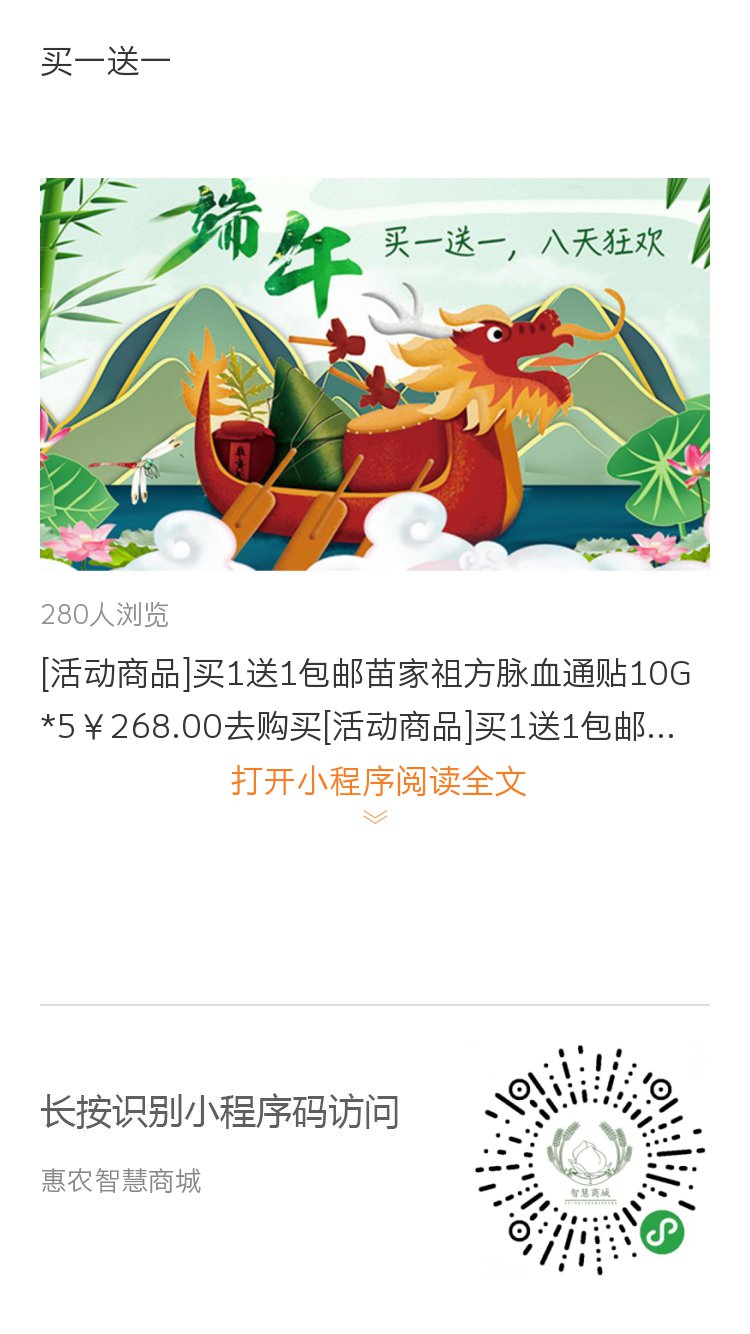 买一送一
端午
买一送一，八天狂欢
280人浏览
[活动商品]买1送1包邮苗家祖方脉血通贴10G
*5￥268.00去购买[活动商品]买1送1包邮...
打开小程序阅读全文
长按识别小程序码访问
惠农智慧商城
智慧商城